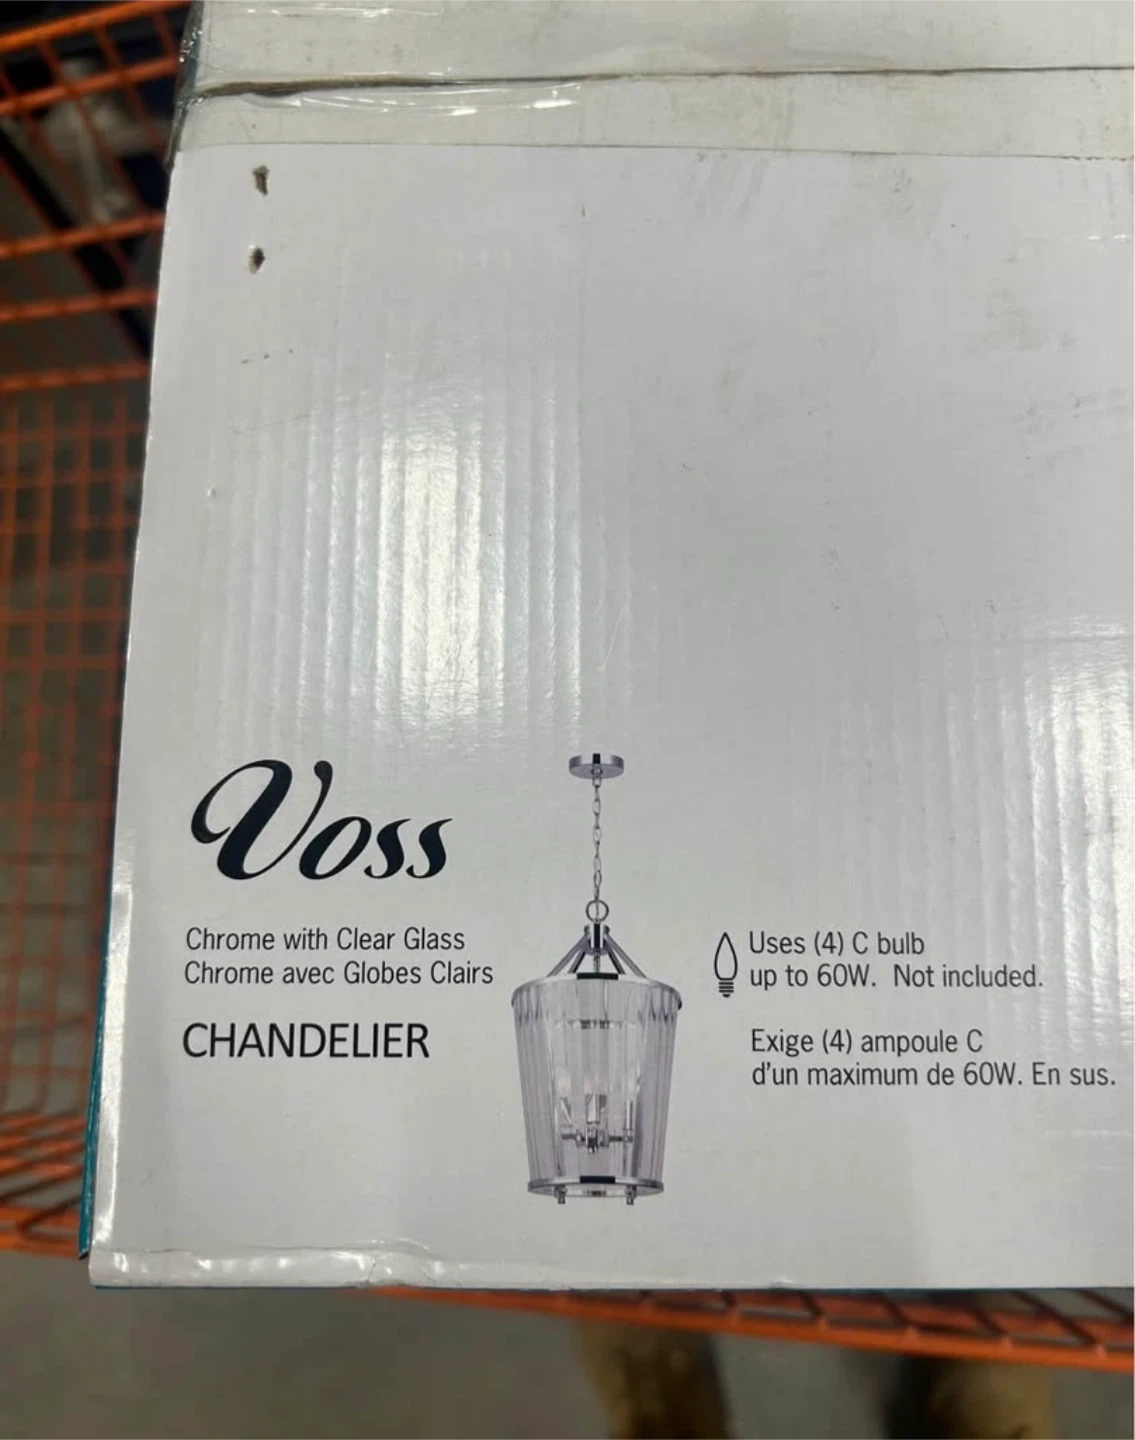 Voss
Chrome with Clear Glass
Chrome avec Globes Clairs
CHANDELIER
Uses (4) C bulb
up to 60W. Not included.
Exige (4) ampoule C
d'un maximum de 60W. En sus.